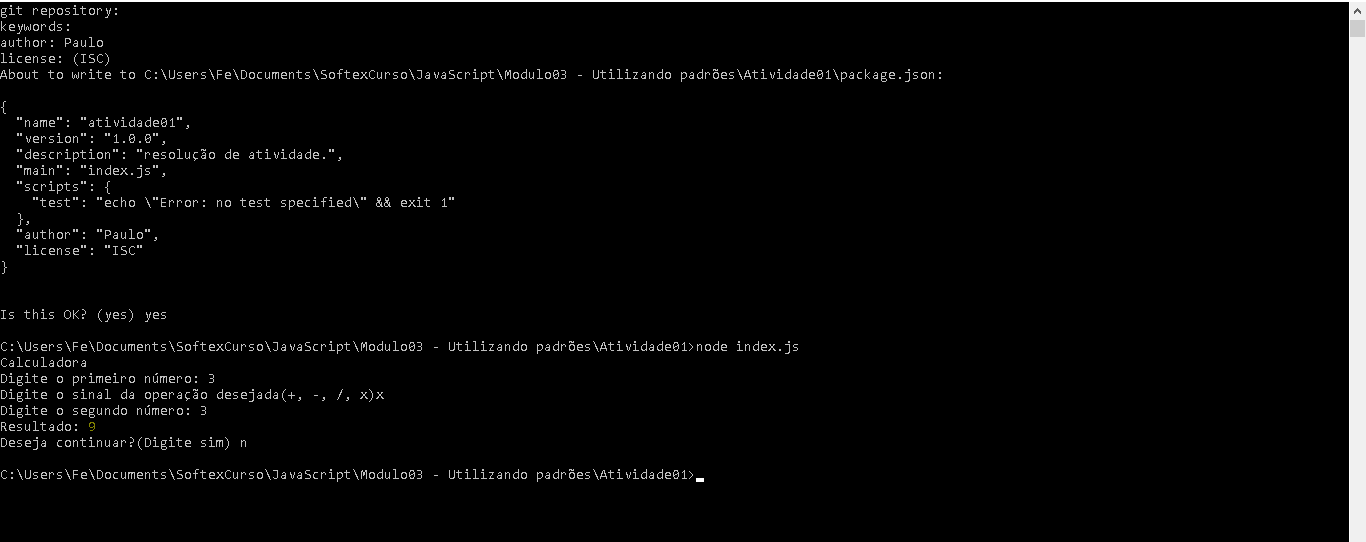 git repository:
keywords:
author: Paulo
license: (ISC)
About to write to C:\Users\Fe\Documents\SoftexCurso\JavaScript\Modulo03 - Utilizando padrões\Atividade01\package.json:
{
  "name": "atividade01",
  "version": "1.0.0",
  "description": "resolução de atividade.",
  "main": "index.js",
  "scripts": {
    "test": "echo \"Error: no test specified\" && exit 1"
  },
  "author": "Paulo",
  "license": "ISC"
}
Is this OK? (yes) yes
C:\Users\Fe\Documents\SoftexCurso\JavaScript\Modulo03 - Utilizando padrões\Atividade01>node index.js
Calculadora
Digite o primeiro número: 3
Digite o sinal da operação desejada(+, -, /, x)x
Digite o segundo número: 3
Resultado: 9
Deseja continuar?(Digite sim) n
C:\Users\Fe\Documents\SoftexCurso\JavaScript\Modulo03 - Utilizando padrões\Atividade01>